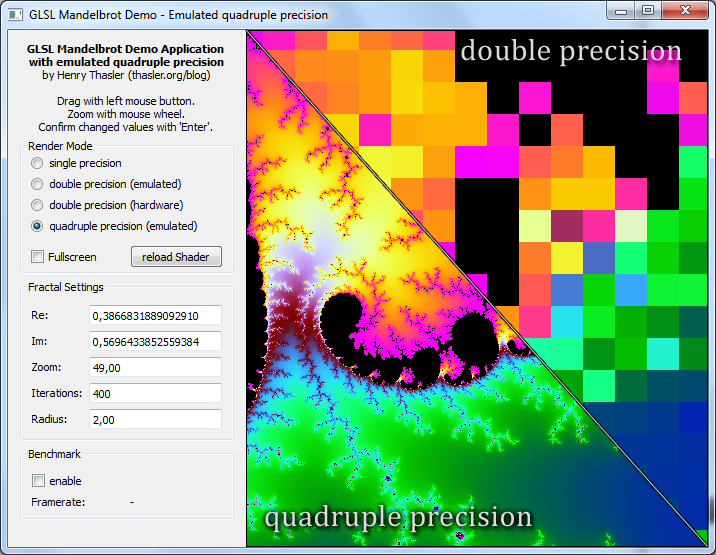 GLSL Mandelbrot Demo - Emulated quadruple precision
GLSL Mandelbrot Demo Application
with emulated quadruple precision
by Henry Thasler (thasler.org/blog)
Drag with left mouse button.
Zoom with mouse wheel.
Confirm changed values with 'Enter'.
Render Mode
single precision
double precision (emulated)
double precision (hardware)
quadruple precision (emulated)
Fullscreen
reload Shader
Fractal Settings
Re: 0,3866831889092910
Im: 0,5696433852559384
Zoom: 49,00
Iterations: 400
Radius: 2,00
Benchmark
enable
Framerate: -
double precision
quadruple precision